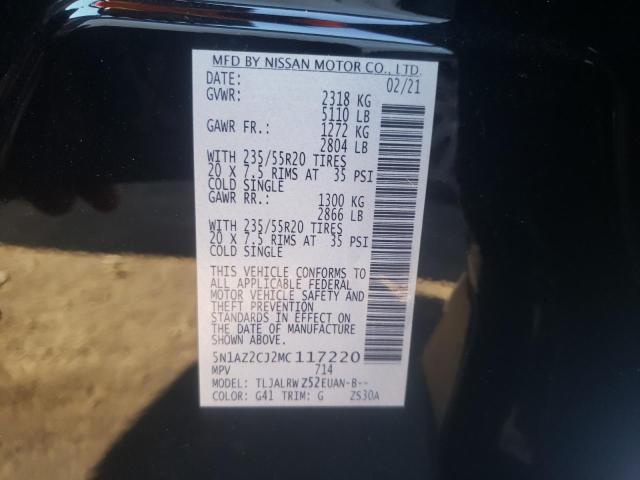 MFD BY NISSAN MOTOR CO., LTD.
DATE: 02/21
GVWR: 2318 KG
5110 LB
GAWR FR.: 1272 KG
2804 LB
WITH 235/55R20 TIRES
20 X 7.5 RIMS AT 35 PSI
COLD SINGLE
GAWR RR.: 1300 KG
2866 LB
WITH 235/55R20 TIRES
20 X 7.5 RIMS AT 35 PSI
COLD SINGLE
THIS VEHICLE CONFORMS TO
ALL APPLICABLE FEDERAL
MOTOR VEHICLE SAFETY AND
THEFT PREVENTION
STANDARDS IN EFFECT ON
THE DATE OF MANUFACTURE
SHOWN ABOVE.
5N1AZ2CJ2MC117220
MPV 714
MODEL: TLJALRWZ52EUAN-B--
COLOR: G41 TRIM: G ZS30A